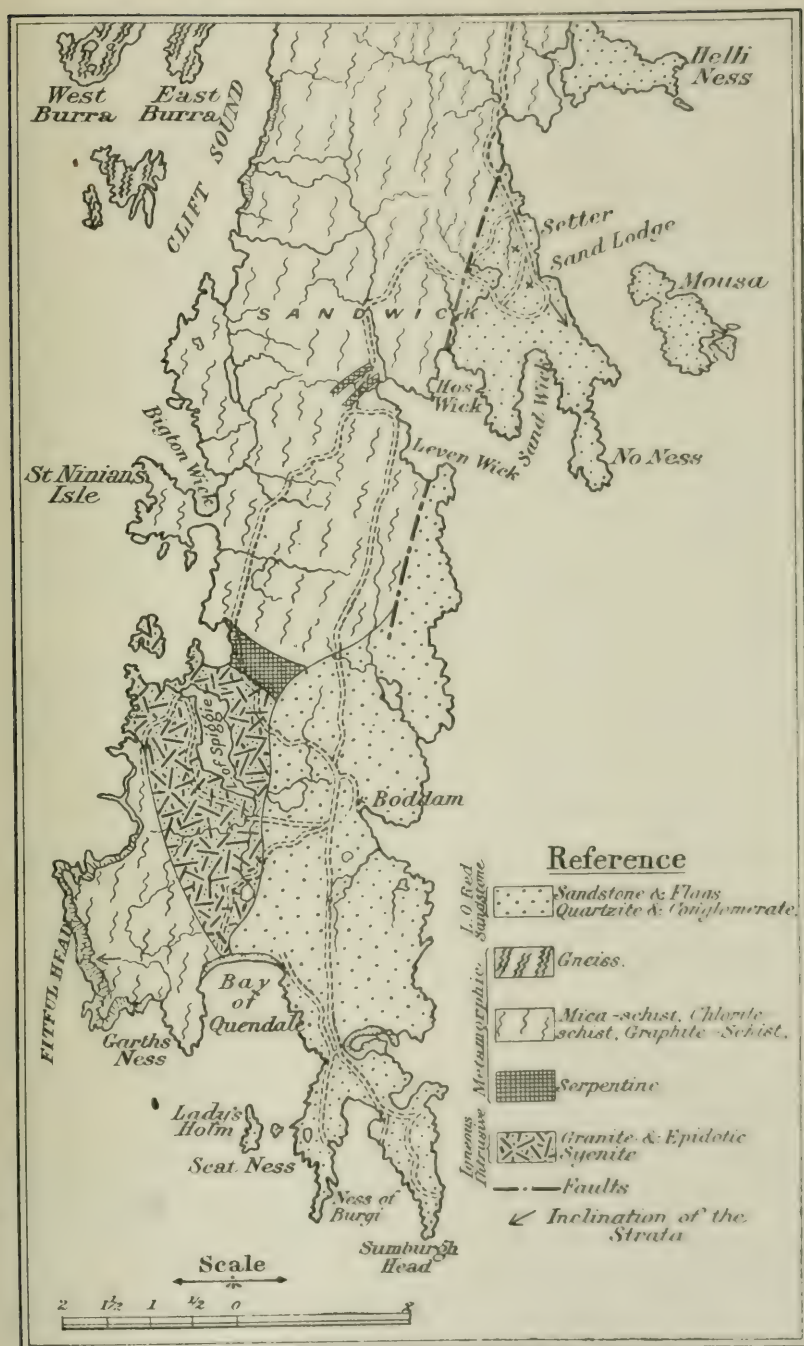 Helli
Ness
West
Burra
East
Burra
CLIFT SOUND
Setter
Sand Lodge
Mousa
SANDWICK
Hos
Wick
Sand Wick
Bigton Wick
Leven Wick
No Ness
St Ninians
Isle
of Spiggie
Boddam
FITFUL HEAD
Bay
of
Quendale
Garths
Ness
Lady's
Holm
Scat Ness
Ness of
Burgi
Sumburgh
Head
Reference
L. O. Red
Sandstone
Sandstone & Flags
Quartzite & Conglomerate.
Metamorphic.
Gneiss.
Mica-schist, Chlorite
schist, Graphite-Schist.
Serpentine
Igneous
Intrusive
Granite & Epidotic
Syenite
Faults
Inclination of the
Strata
Scale
2 1½ 1 ½ 0